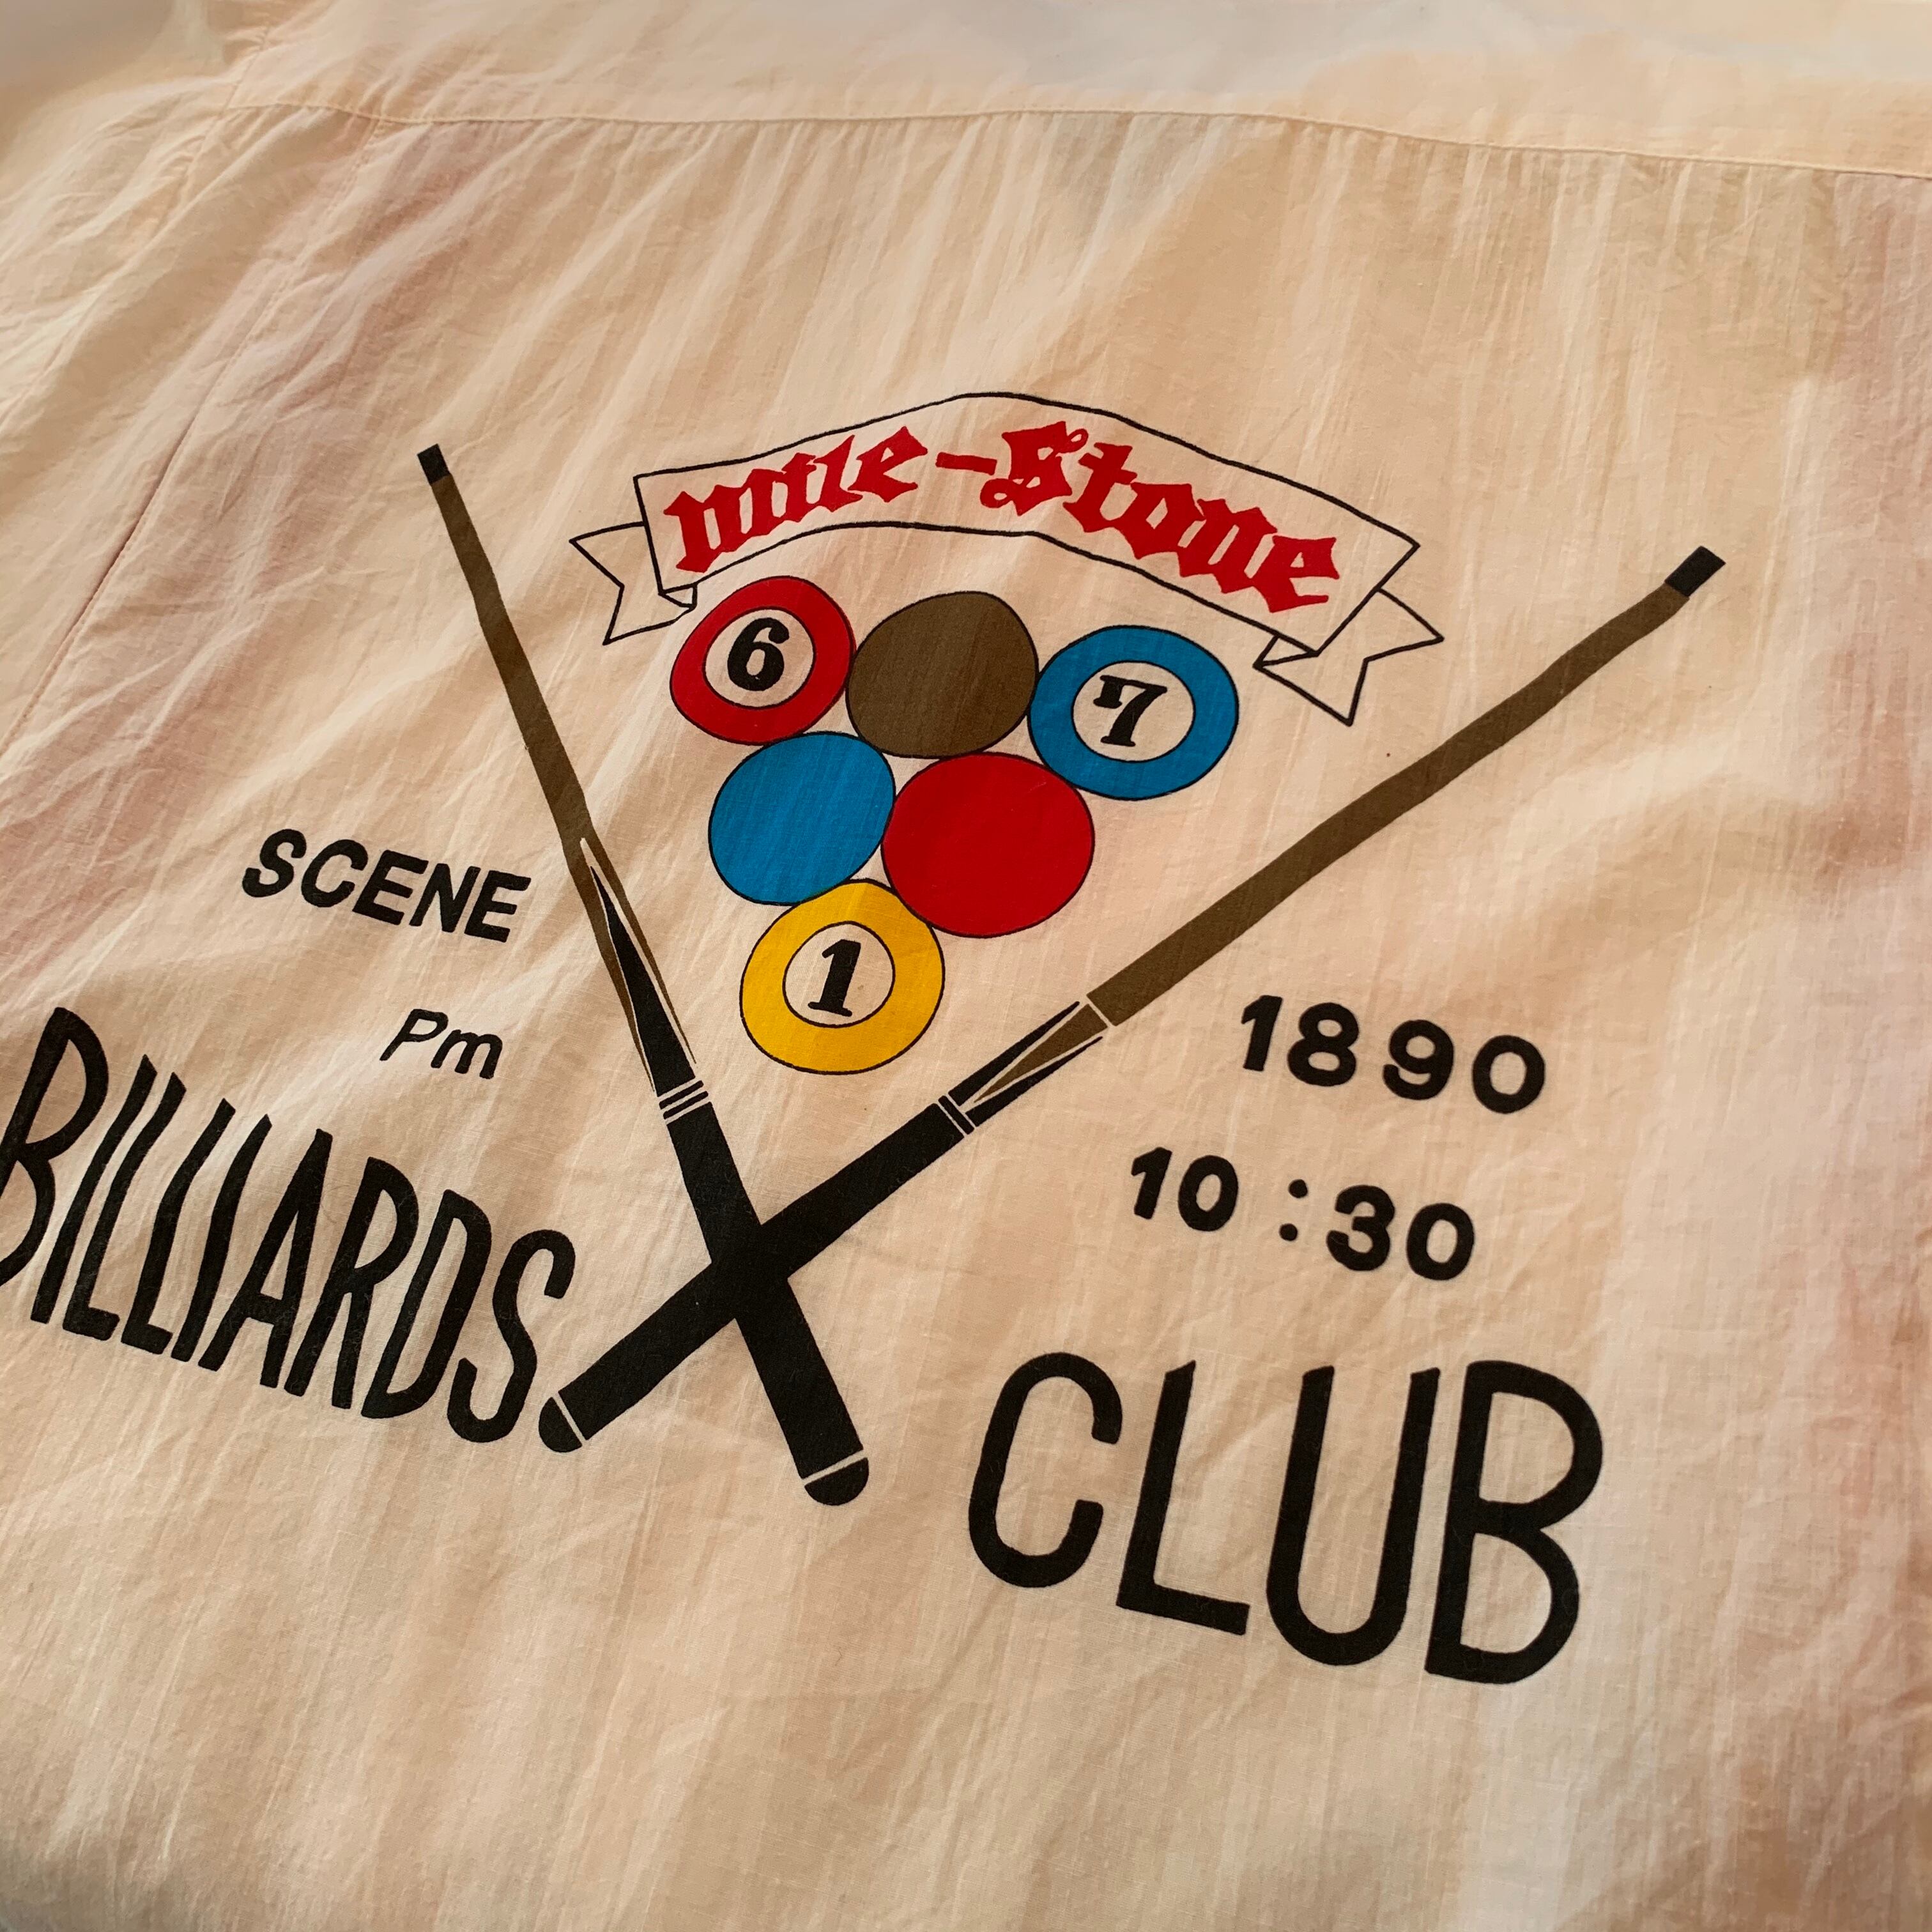 mile-Stone
6
7
1
SCENE 1890
Pm 10:30
BILLIARDS CLUB